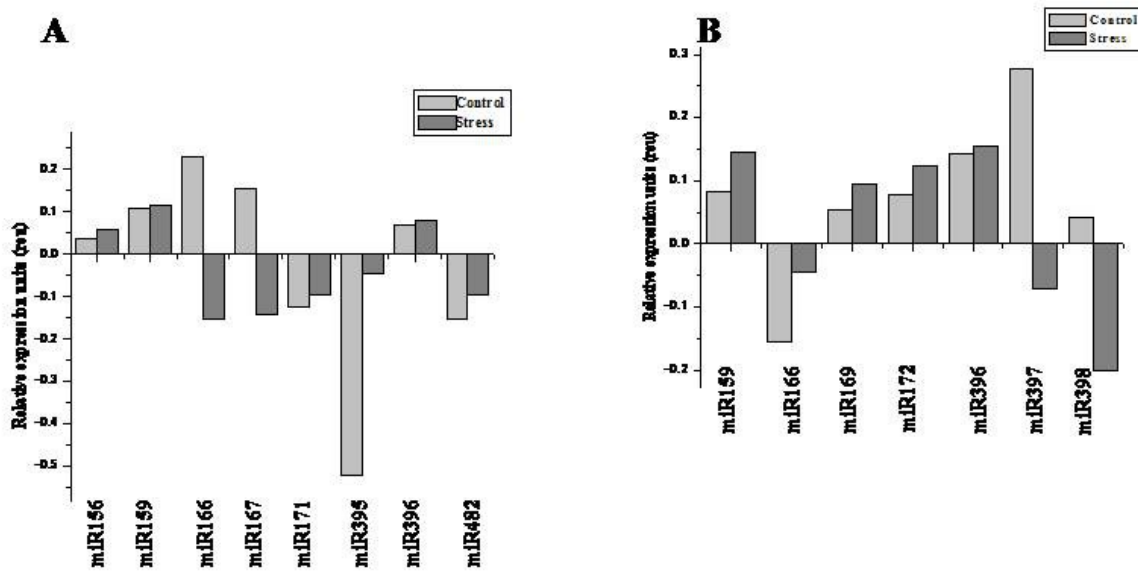 A
Control
Stress
Relative expression units (reu)
0.2
0.1
0.0
-0.1
-0.2
-0.3
-0.4
-0.5
miR156
miR159
miR166
miR167
miR171
miR395
miR396
miR482
B
Control
Stress
Relative expression units (reu)
0.3
0.2
0.1
0.0
-0.1
-0.2
miR159
miR166
miR169
miR172
miR396
miR397
miR398